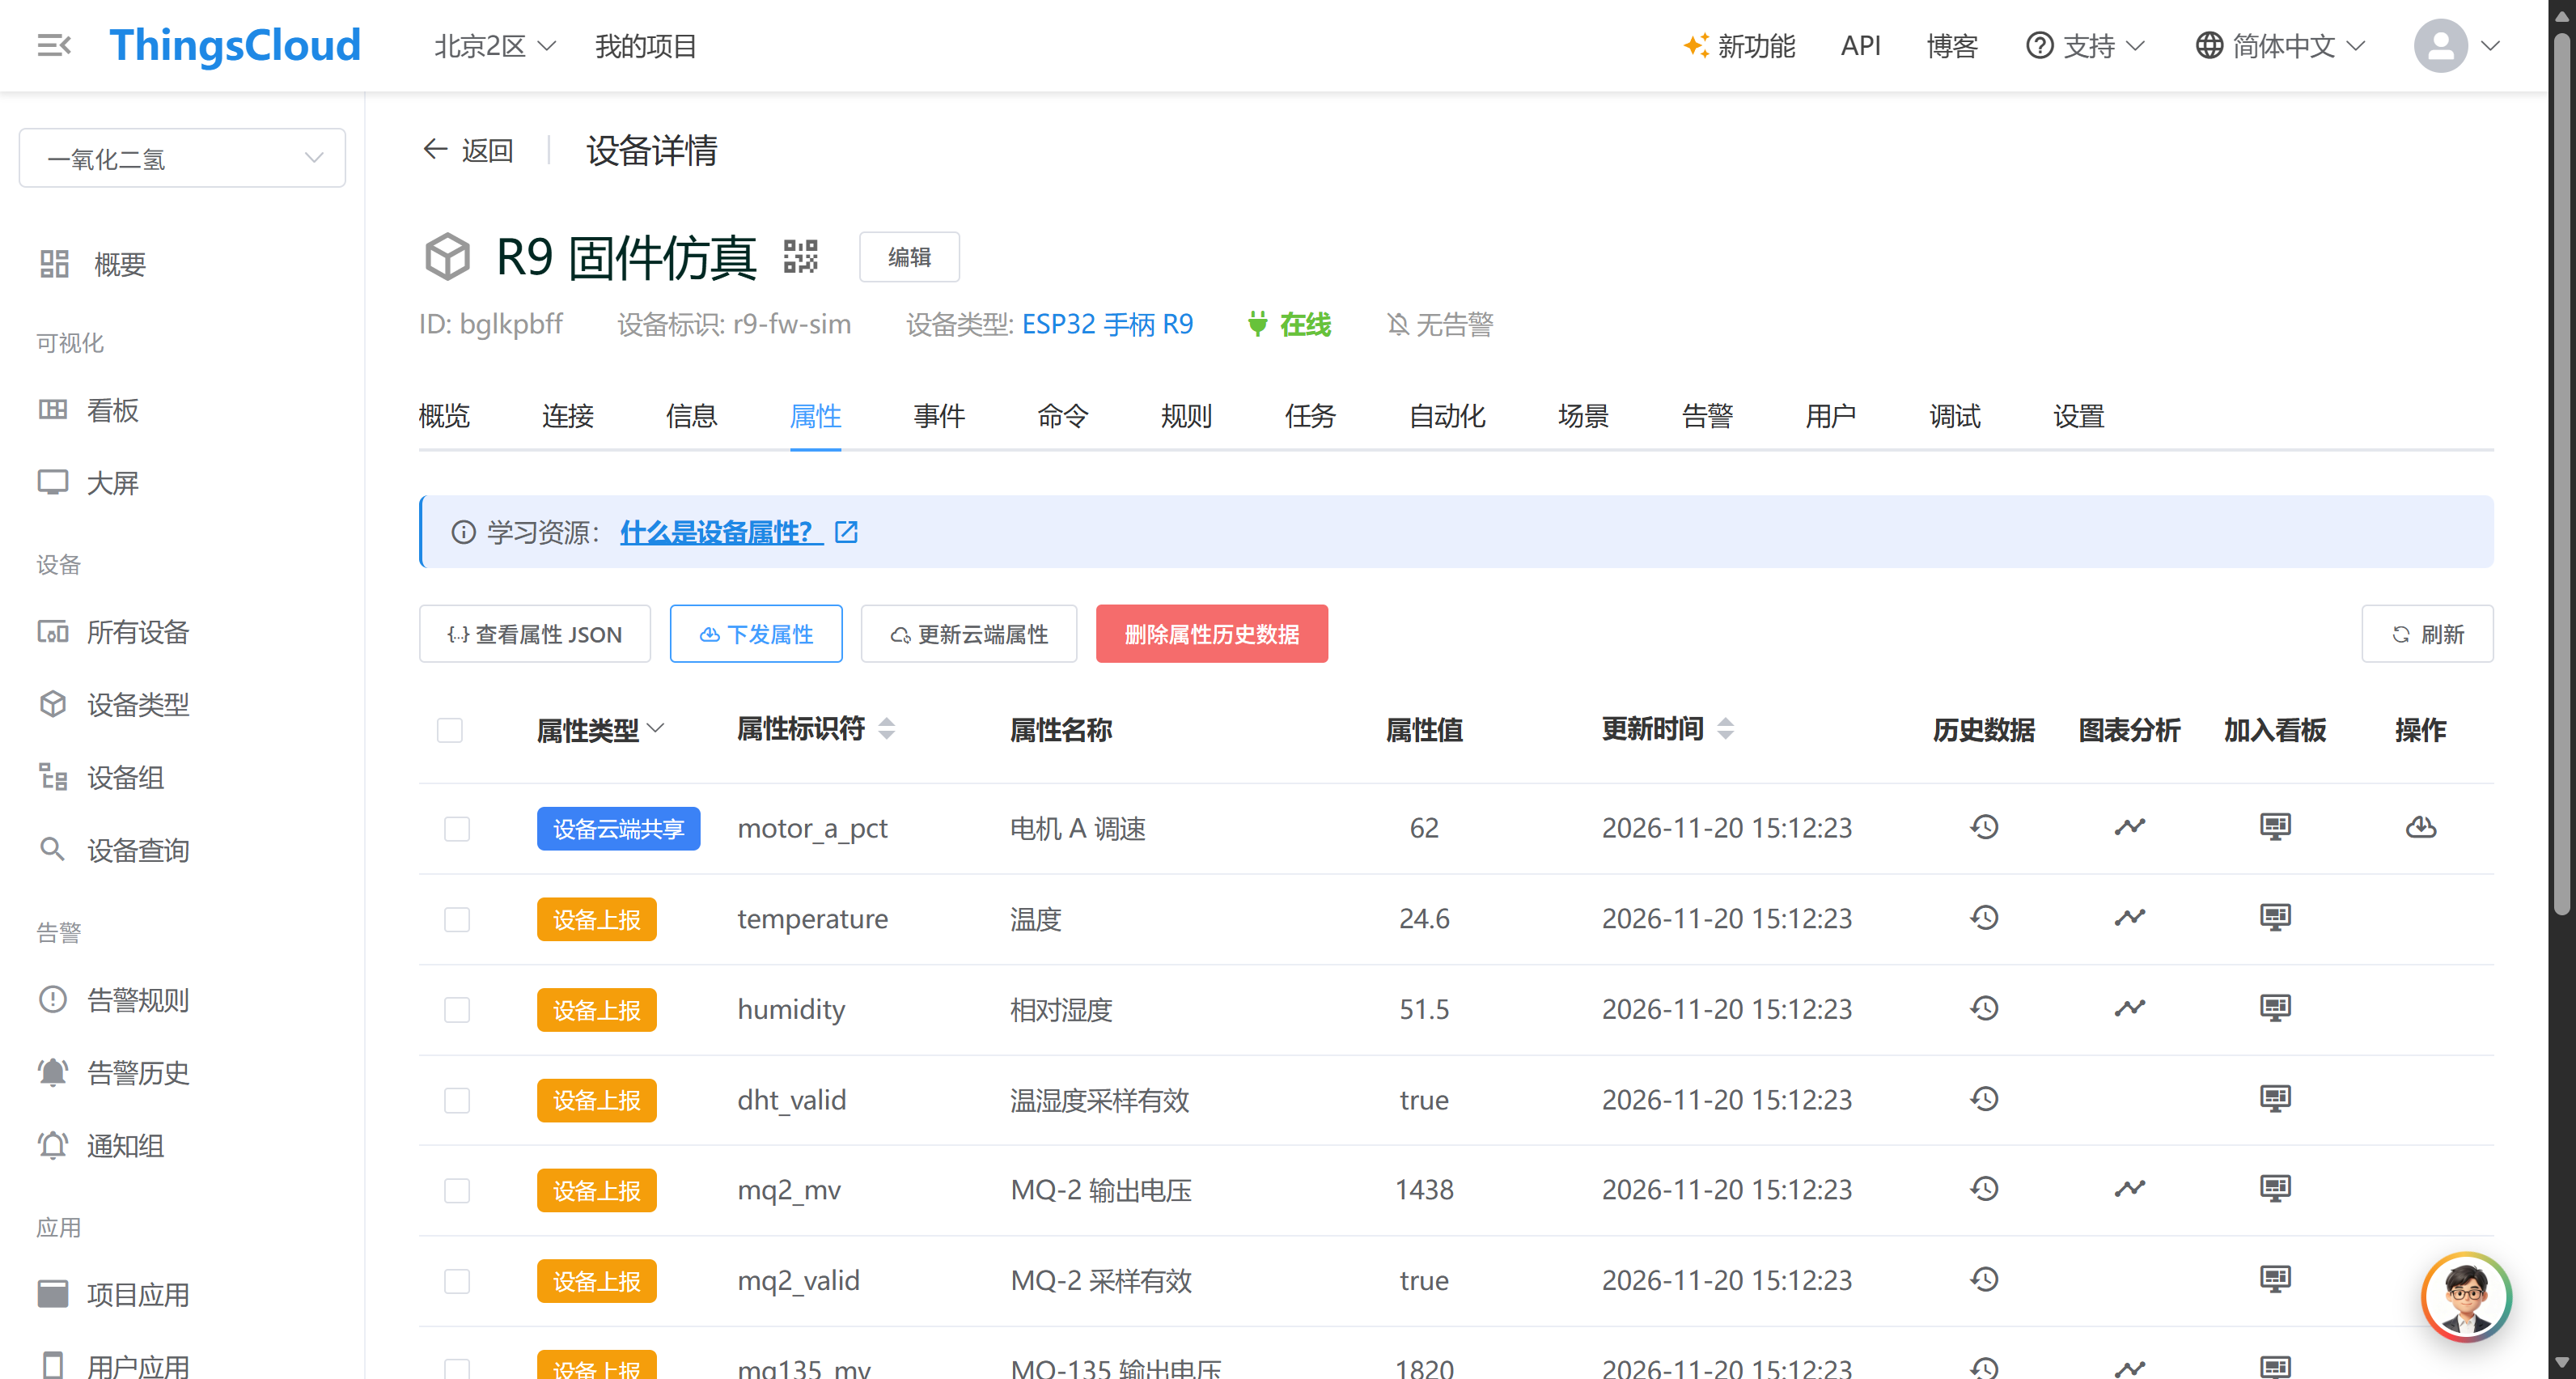 ThingsCloud 北京2区 我的项目 新功能 API 博客 支持 简体中文
一氧化二氢
概要
可视化
看板
大屏
设备
所有设备
设备类型
设备组
设备查询
告警
告警规则
告警历史
通知组
应用
项目应用
用户应用
返回 设备详情
R9 固件仿真 编辑
ID: bglkpbff 设备标识: r9-fw-sim 设备类型: ESP32 手柄 R9 在线 无告警
概览 连接 信息 属性 事件 命令 规则 任务 自动化 场景 告警 用户 调试 设置
学习资源： 什么是设备属性？
{..} 查看属性 JSON 下发属性 更新云端属性 删除属性历史数据 刷新
属性类型 属性标识符 属性名称 属性值 更新时间 历史数据 图表分析 加入看板 操作
设备云端共享 motor_a_pct 电机 A 调速 62 2026-11-20 15:12:23
设备上报 temperature 温度 24.6 2026-11-20 15:12:23
设备上报 humidity 相对湿度 51.5 2026-11-20 15:12:23
设备上报 dht_valid 温湿度采样有效 true 2026-11-20 15:12:23
设备上报 mq2_mv MQ-2 输出电压 1438 2026-11-20 15:12:23
设备上报 mq2_valid MQ-2 采样有效 true 2026-11-20 15:12:23
设备上报 mq135_mv MQ-135 输出电压 1820 2026-11-20 15:12:23